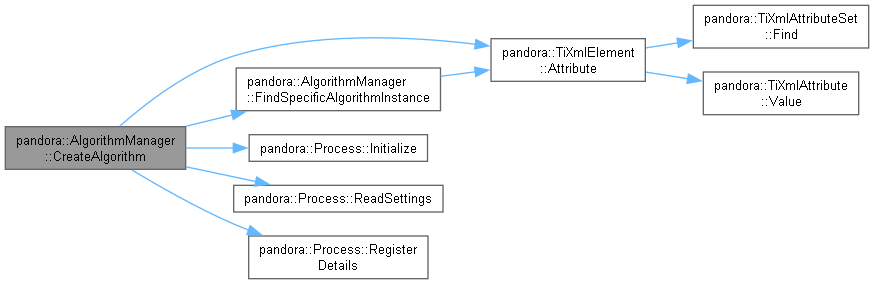 pandora::AlgorithmManager
::CreateAlgorithm
pandora::AlgorithmManager
::FindSpecificAlgorithmInstance
pandora::Process::Initialize
pandora::Process::ReadSettings
pandora::Process::Register
Details
pandora::TiXmlElement
::Attribute
pandora::TiXmlAttributeSet
::Find
pandora::TiXmlAttribute
::Value